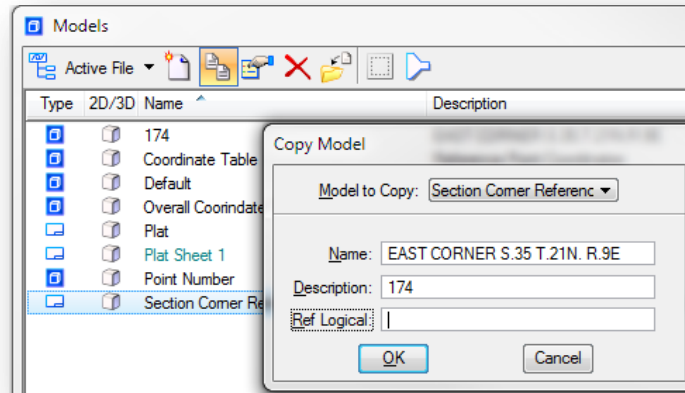 Models
Active File
Type 2D/3D Name Description
174
Coordinate Table
Default
Overall Coorindate
Plat
Plat Sheet 1
Point Number
Section Corner Re
Copy Model
Model to Copy: Section Corner Referenc
Name: EAST CORNER S.35 T.21N. R.9E
Description: 174
Ref Logical:
OK Cancel